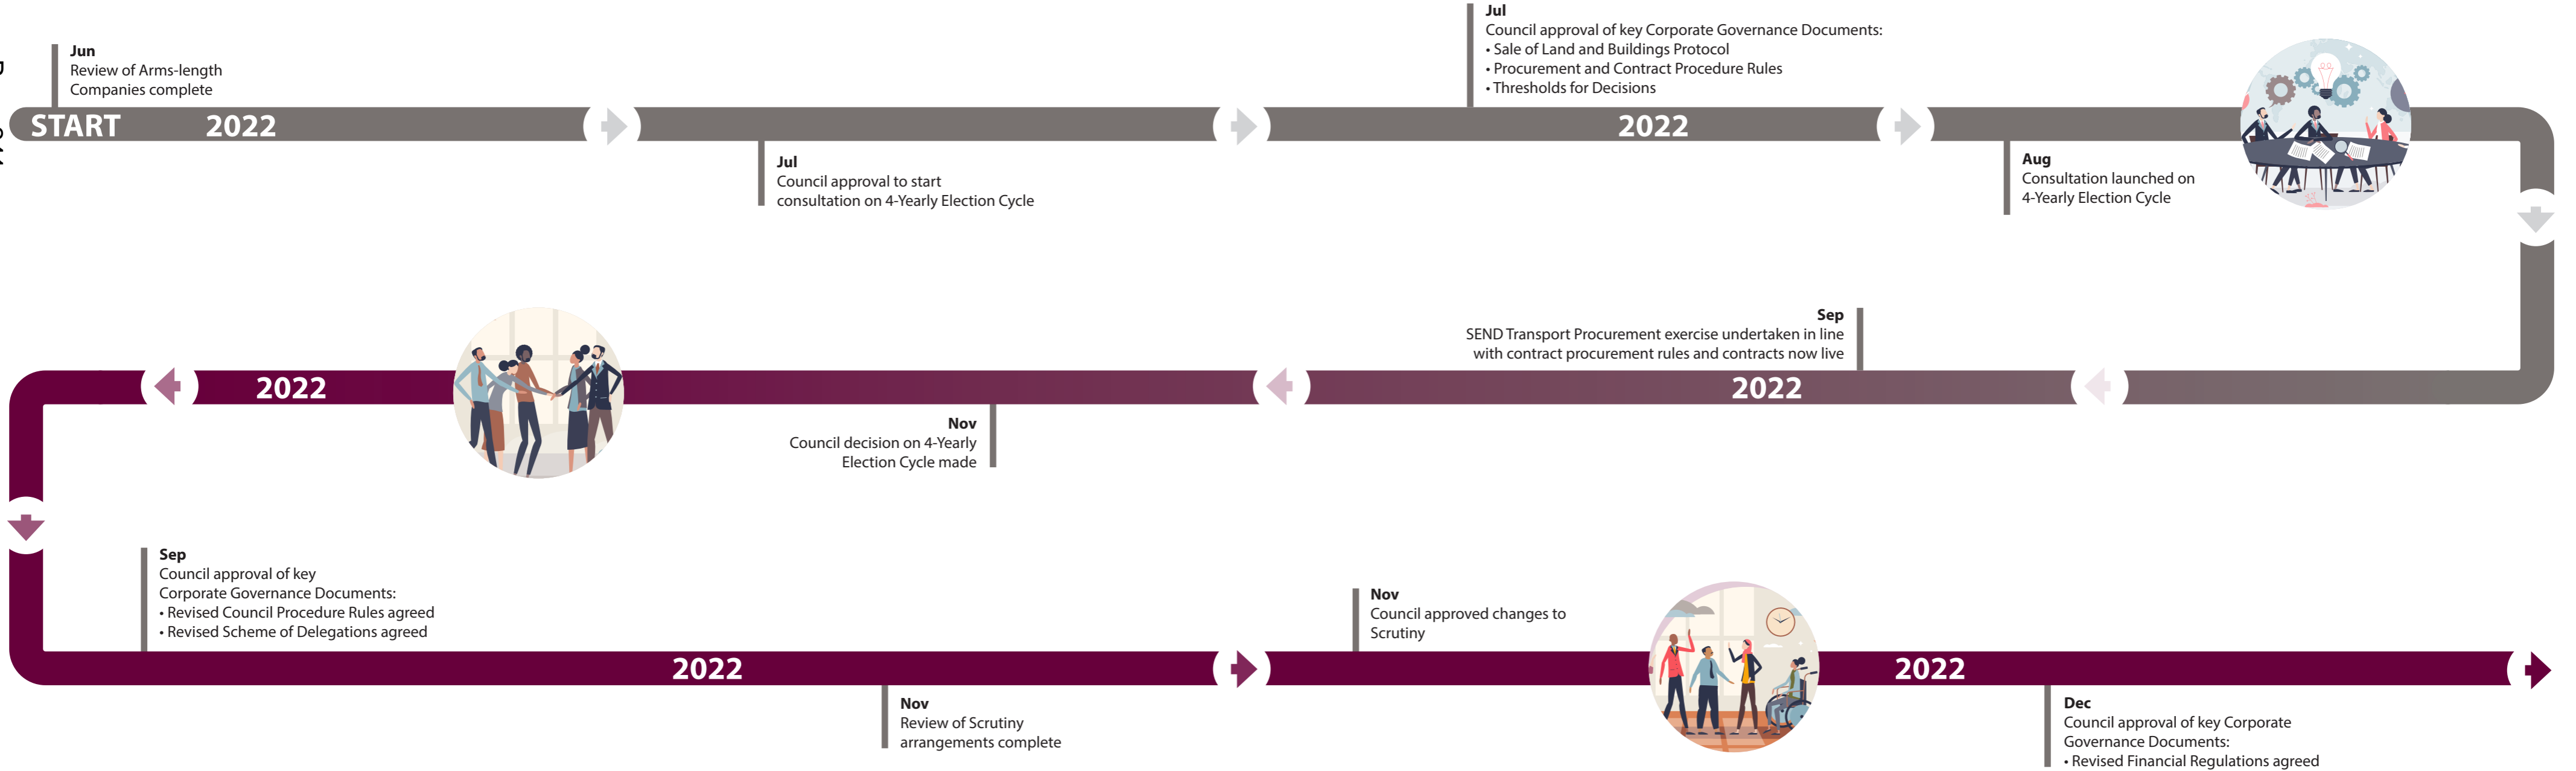 Jun
Review of Arms-length
Companies complete
START 2022
Jul
Council approval to start
consultation on 4-Yearly Election Cycle
Jul
Council approval of key Corporate Governance Documents:
• Sale of Land and Buildings Protocol
• Procurement and Contract Procedure Rules
• Thresholds for Decisions
2022
Aug
Consultation launched on
4-Yearly Election Cycle
Sep
SEND Transport Procurement exercise undertaken in line
with contract procurement rules and contracts now live
2022
Nov
Council decision on 4-Yearly
Election Cycle made
2022
Sep
Council approval of key
Corporate Governance Documents:
• Revised Council Procedure Rules agreed
• Revised Scheme of Delegations agreed
2022
Nov
Review of Scrutiny
arrangements complete
Nov
Council approved changes to
Scrutiny
2022
Dec
Council approval of key Corporate
Governance Documents:
• Revised Financial Regulations agreed